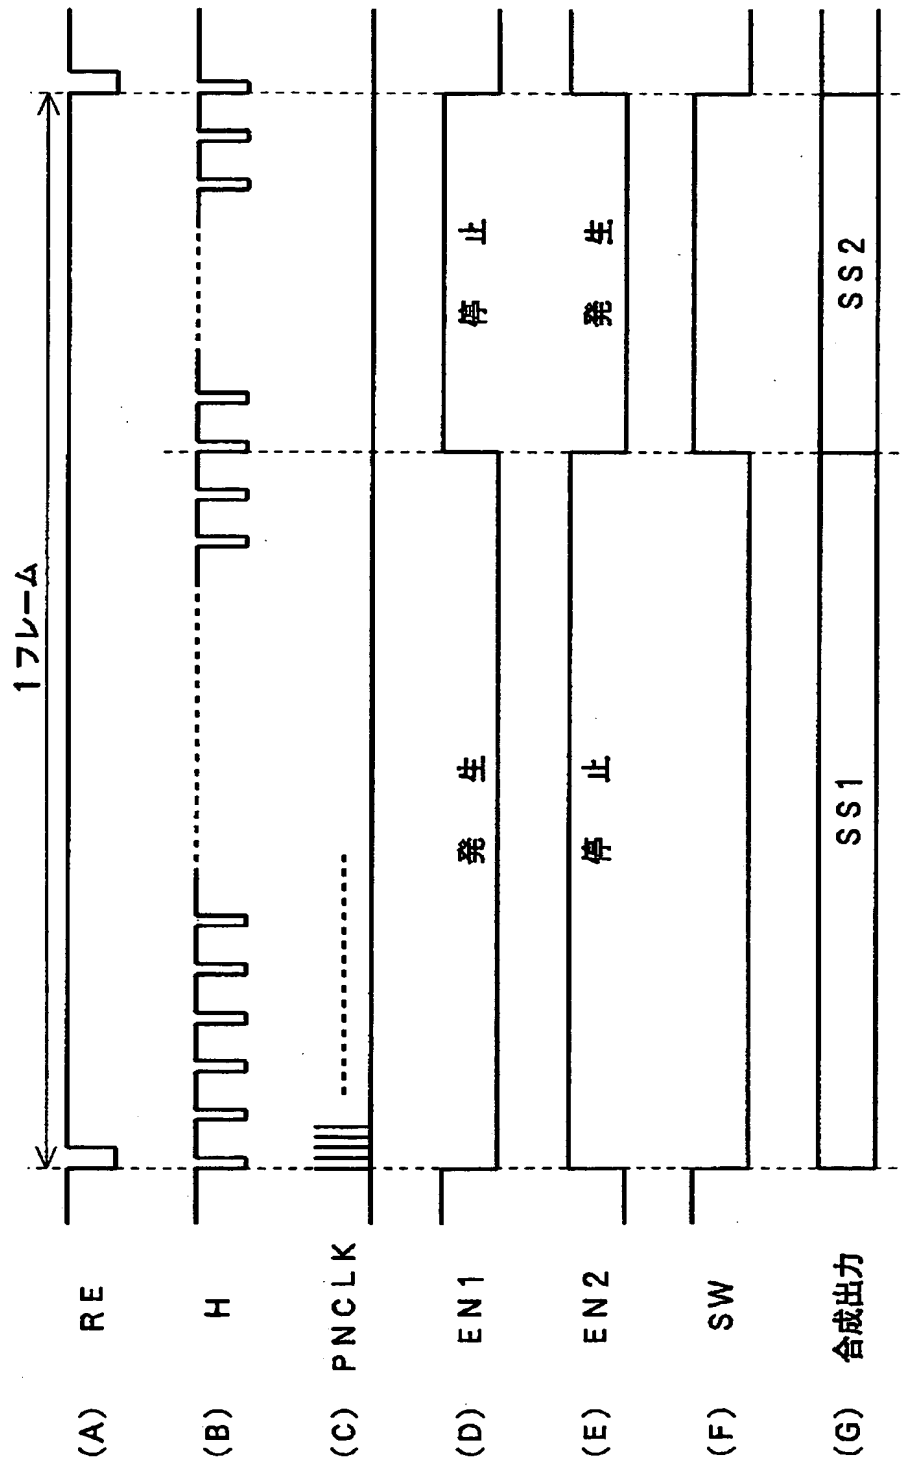 1フレーム
(A) RE
(B) H
(C) PNCLK
(D) EN1 発生 停止
(E) EN2 停止 発生
(F) SW
(G) 合成出力 SS1 SS2